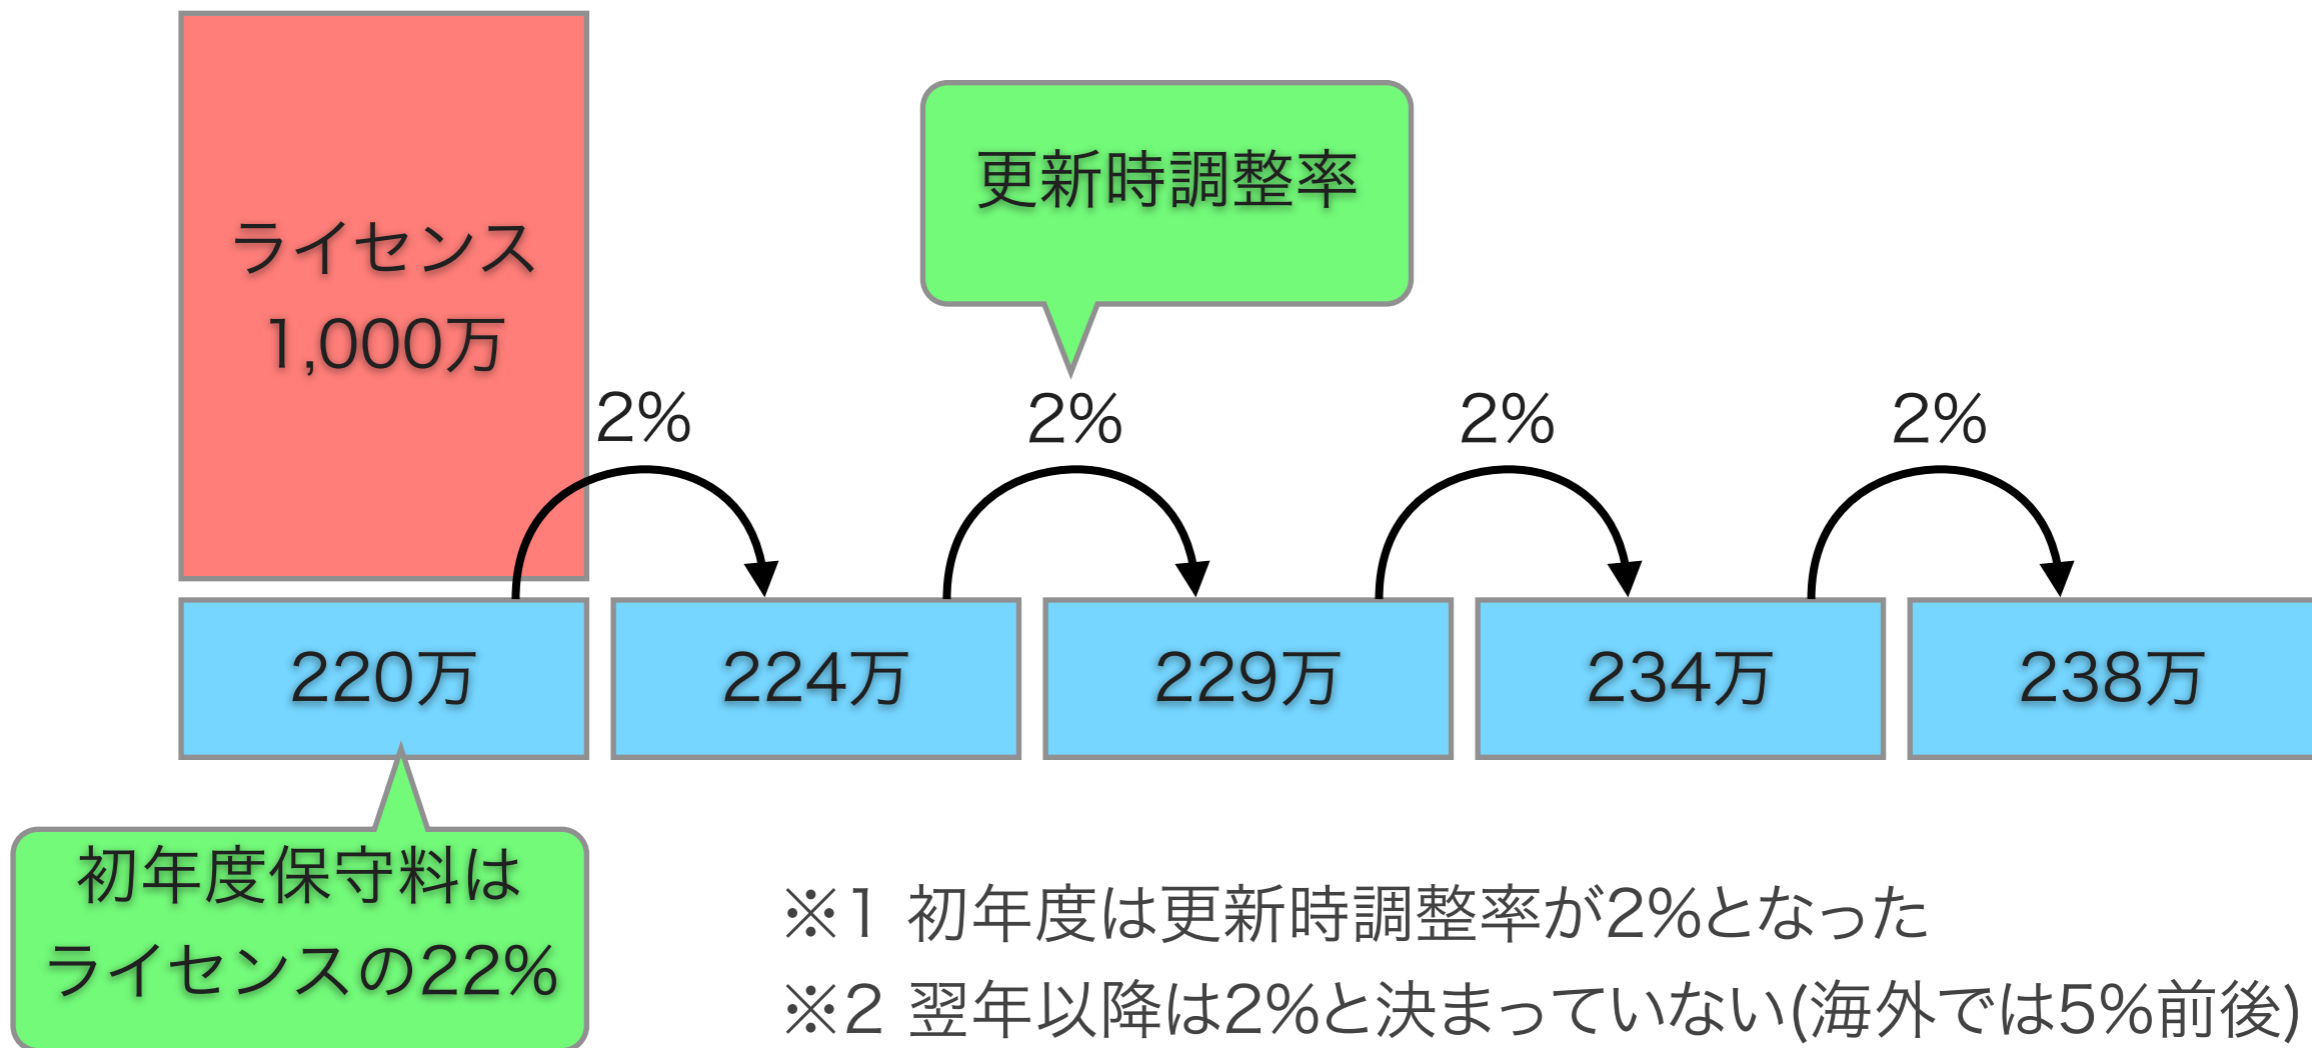 ライセンス
1,000万
更新時調整率
2%
2%
2%
2%
220万
224万
229万
234万
238万
初年度保守料は
ライセンスの22%
※1 初年度は更新時調整率が2%となった
※2 翌年以降は2%と決まっていない(海外では5%前後)